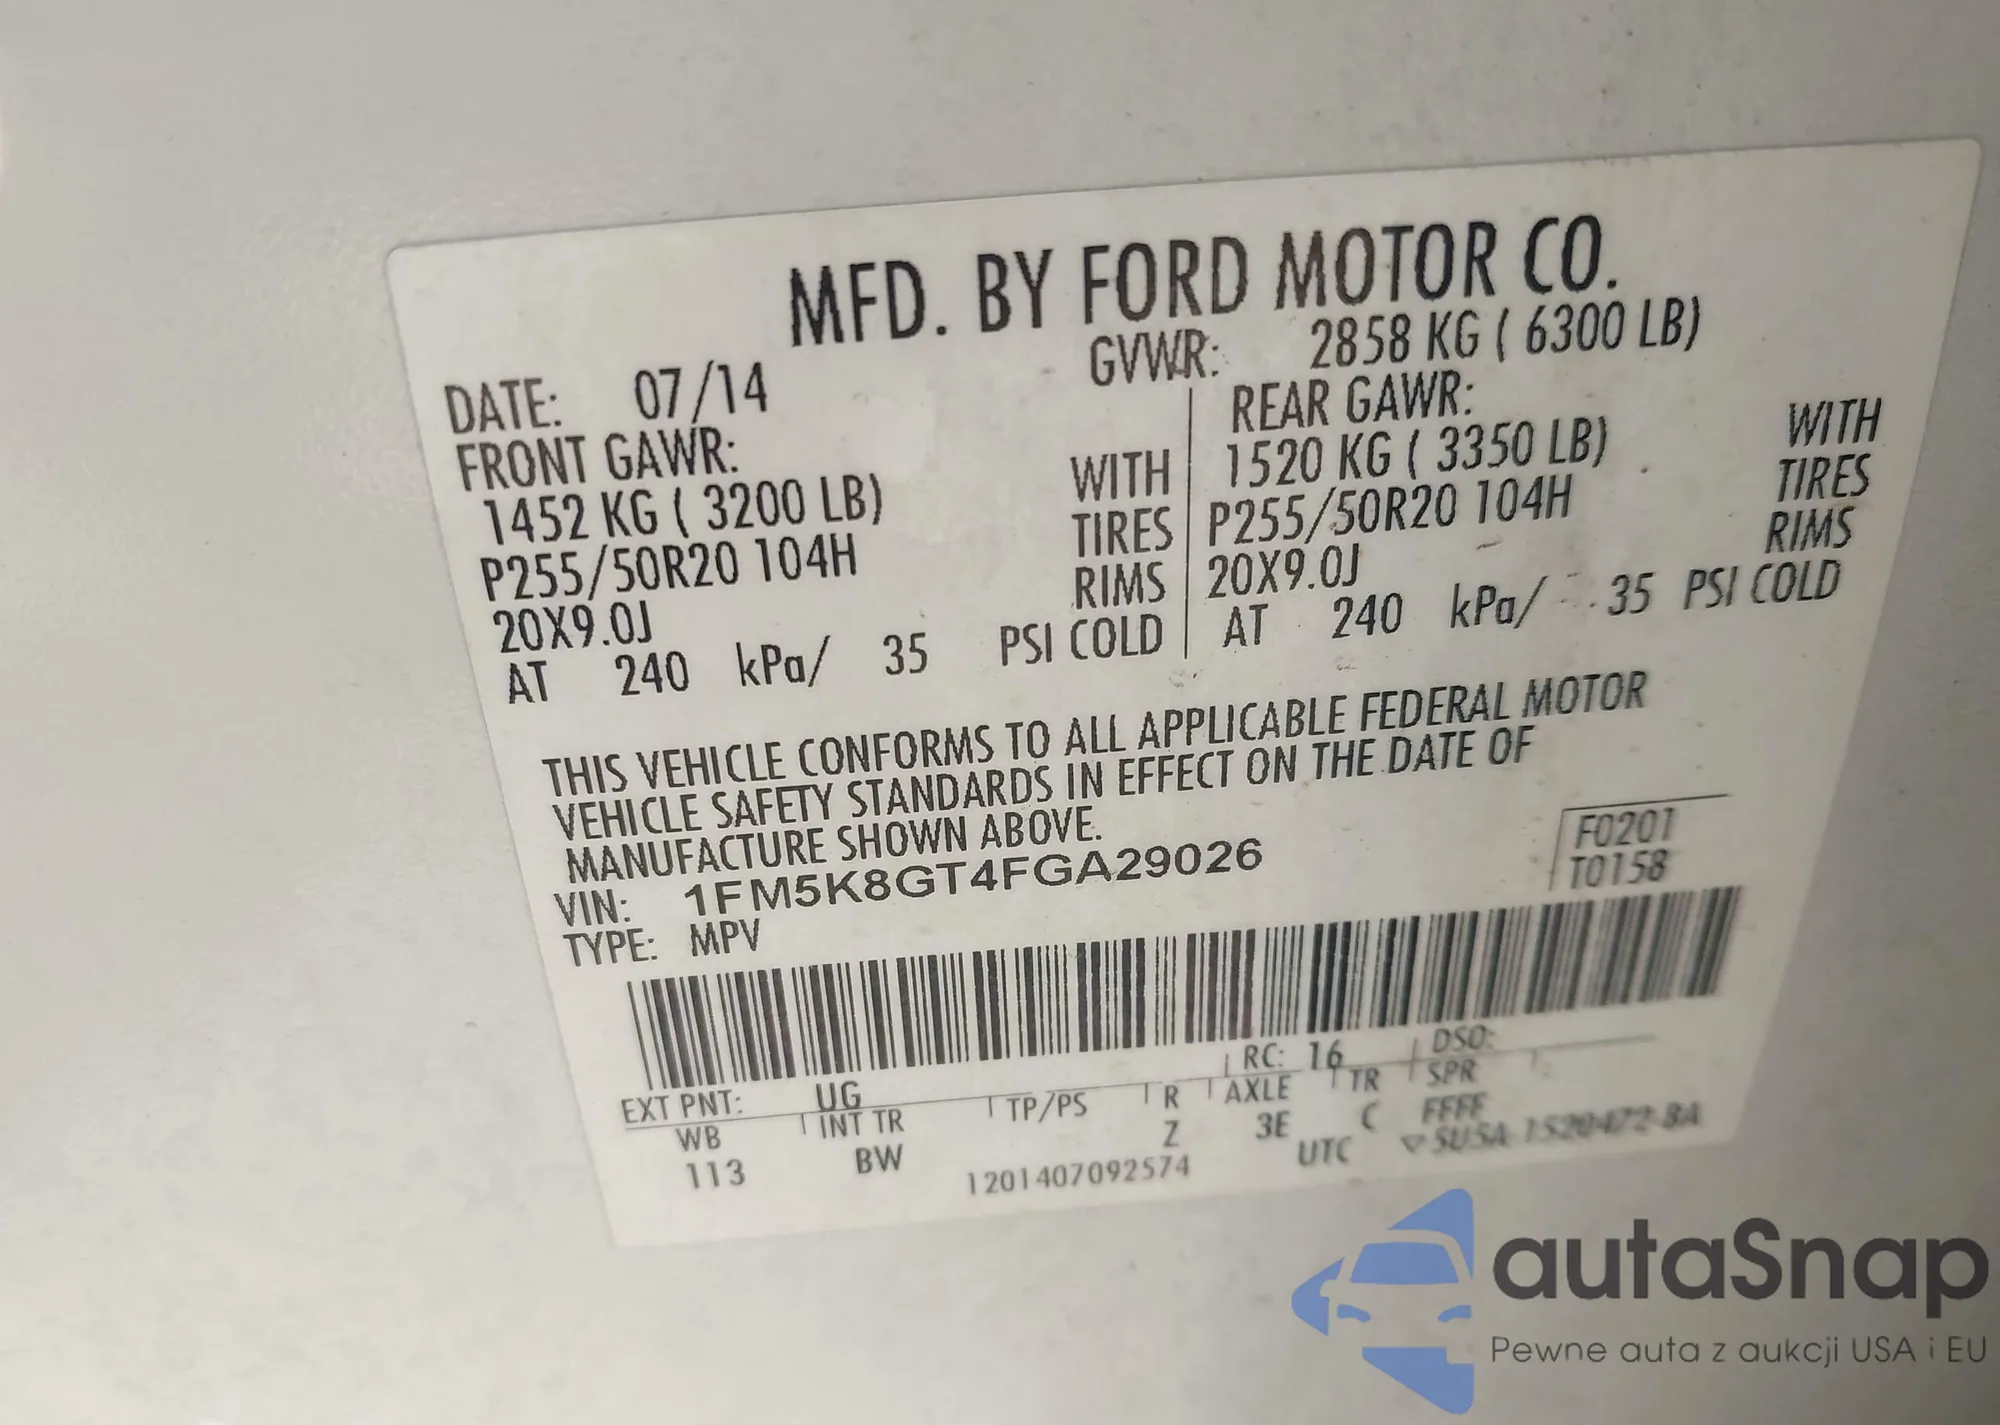 MFD. BY FORD MOTOR CO.
DATE: 07/14 GVWR: 2858 KG ( 6300 LB)
FRONT GAWR: REAR GAWR:
1452 KG ( 3200 LB) WITH 1520 KG ( 3350 LB) WITH
P255/50R20 104H TIRES P255/50R20 104H TIRES
20X9.0J RIMS 20X9.0J RIMS
AT 240 kPa/ 35 PSI COLD AT 240 kPa/ 35 PSI COLD
THIS VEHICLE CONFORMS TO ALL APPLICABLE FEDERAL MOTOR
VEHICLE SAFETY STANDARDS IN EFFECT ON THE DATE OF
MANUFACTURE SHOWN ABOVE.
VIN: 1FM5K8GT4FGA29026
F0201
TYPE: MPV
T0158
EXT PNT: UG RC: 16 DSO:
WB INT TR TP/PS R AXLE TR SPR
113 BW Z 3E C FFFF
1201407092574 UTC
autaSnap
Pewne auta z aukcji USA i EU